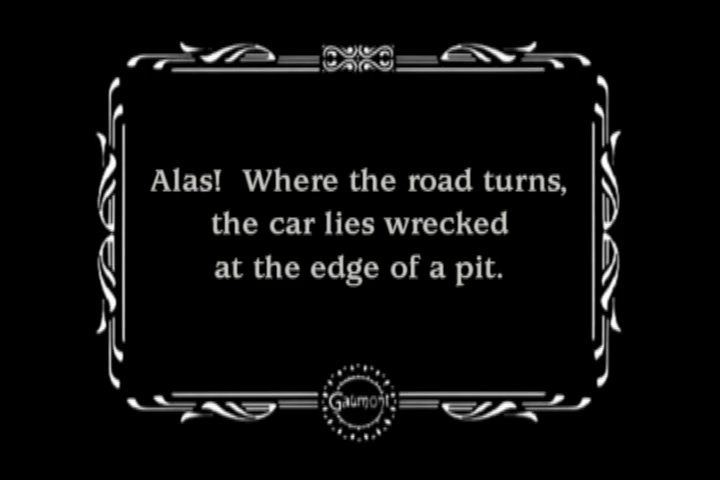 Alas! Where the road turns,
the car lies wrecked
at the edge of a pit.
Gaumont